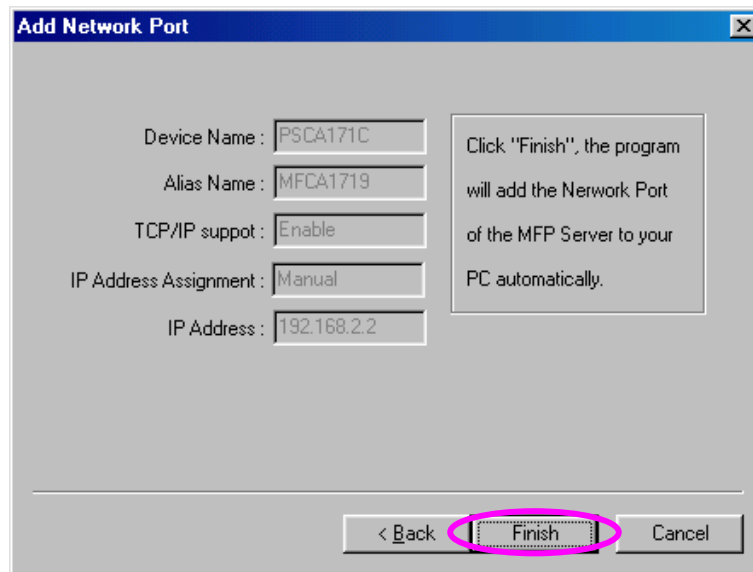 Add Network Port
Device Name : PSCA171C
Alias Name : MFCA1719
TCP/IP suppot : Enable
IP Address Assignment : Manual
IP Address : 192.168.2.2
Click "Finish", the program
will add the Nerwork Port
of the MFP Server to your
PC automatically.
< Back
Finish
Cancel